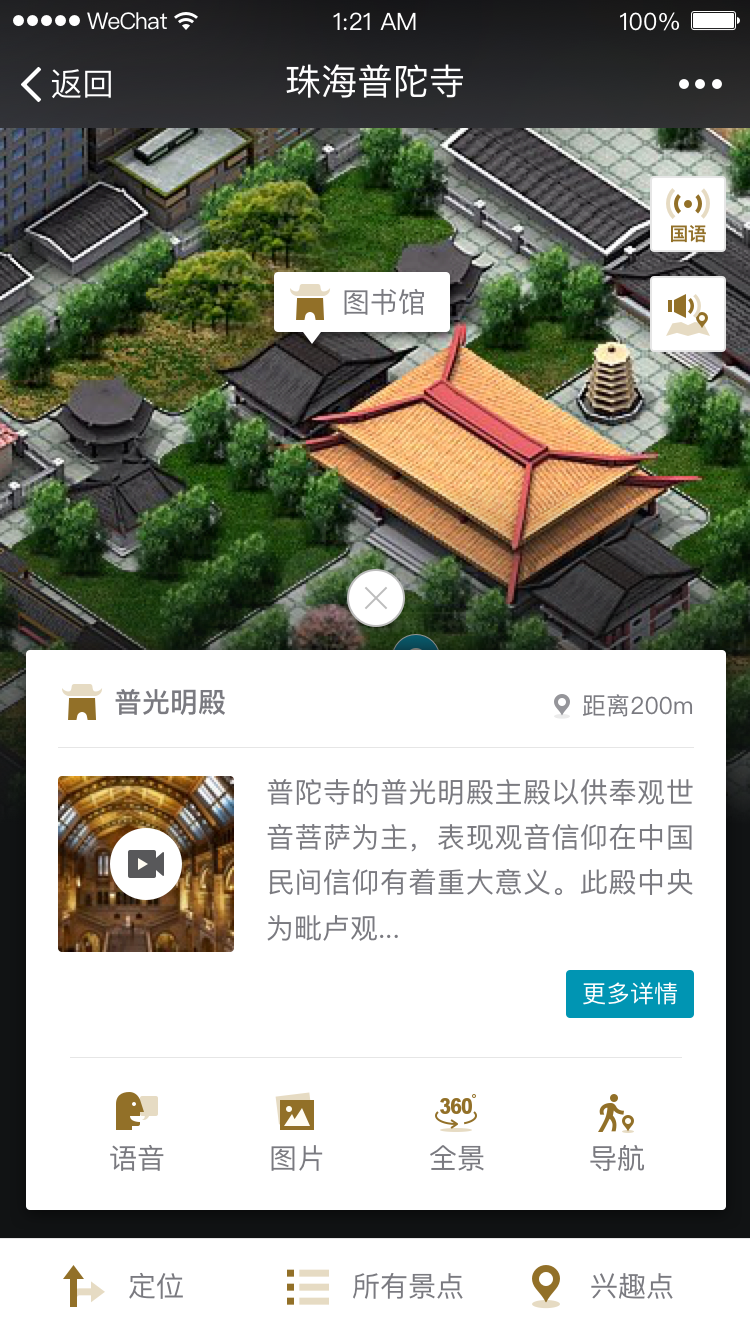 WeChat 1:21 AM 100%
返回 珠海普陀寺
国语
图书馆
普光明殿 距离200m
普陀寺的普光明殿主殿以供奉观世
音菩萨为主，表现观音信仰在中国
民间信仰有着重大意义。此殿中央
为毗卢观...
更多详情
360°
语音 图片 全景 导航
定位 所有景点 兴趣点